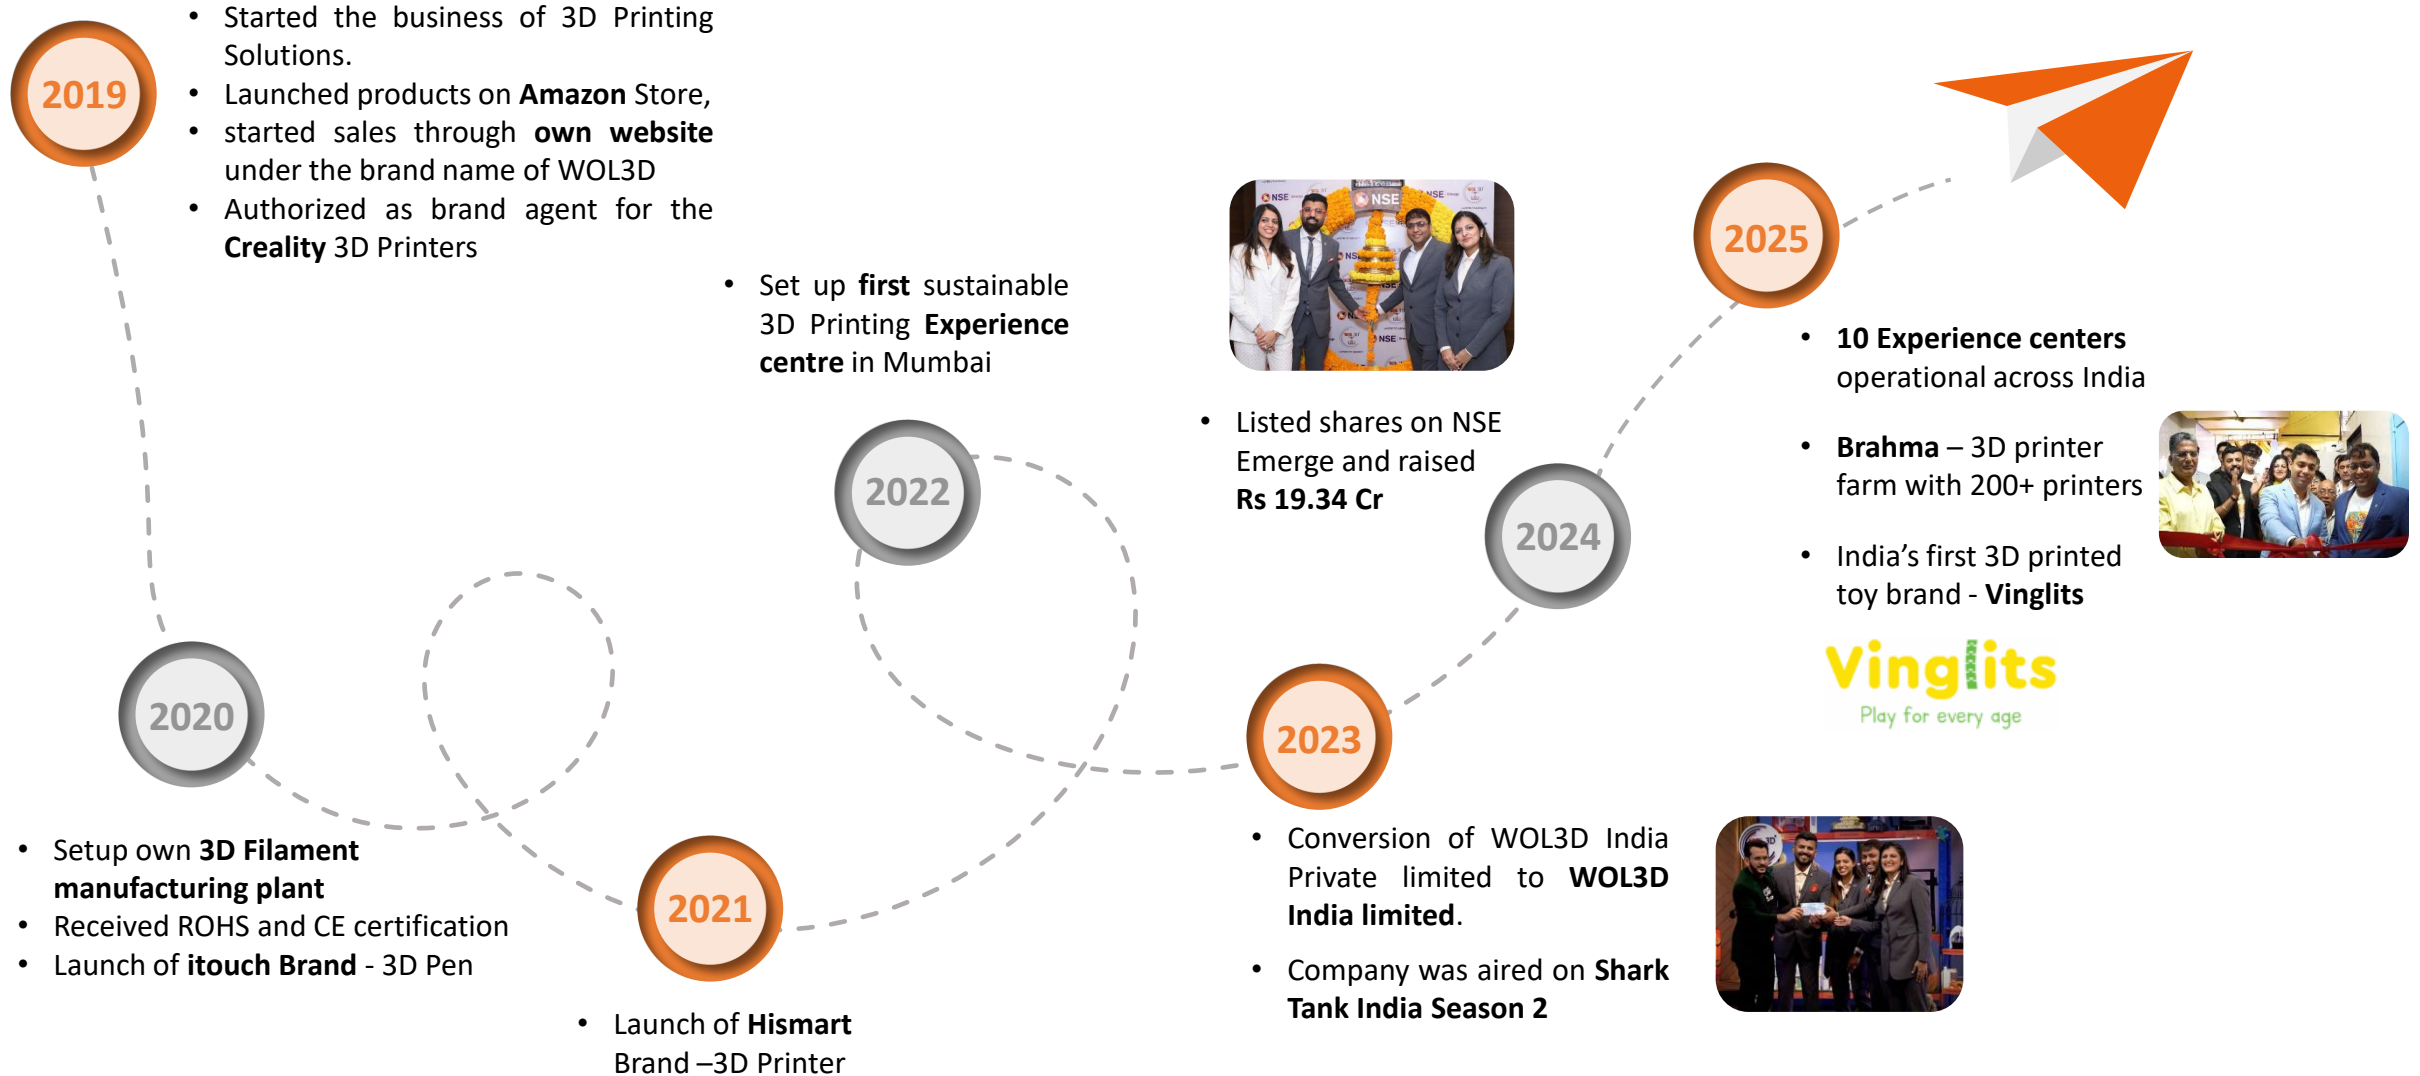 2019
• Started the business of 3D Printing
Solutions.
• Launched products on Amazon Store,
• started sales through own website
under the brand name of WOL3D
• Authorized as brand agent for the
Creality 3D Printers
2020
• Setup own 3D Filament
manufacturing plant
• Received ROHS and CE certification
• Launch of itouch Brand - 3D Pen
2021
• Launch of Hismart
Brand –3D Printer
2022
• Set up first sustainable
3D Printing Experience
centre in Mumbai
2023
• Conversion of WOL3D India
Private limited to WOL3D
India limited.
• Company was aired on Shark
Tank India Season 2
3D
2024
NSE
NSE
NSE
NSE
• Listed shares on NSE
Emerge and raised
Rs 19.34 Cr
2025
• 10 Experience centers
operational across India
• Brahma – 3D printer
farm with 200+ printers
• India's first 3D printed
toy brand - Vinglits
Vinglits
Play for every age